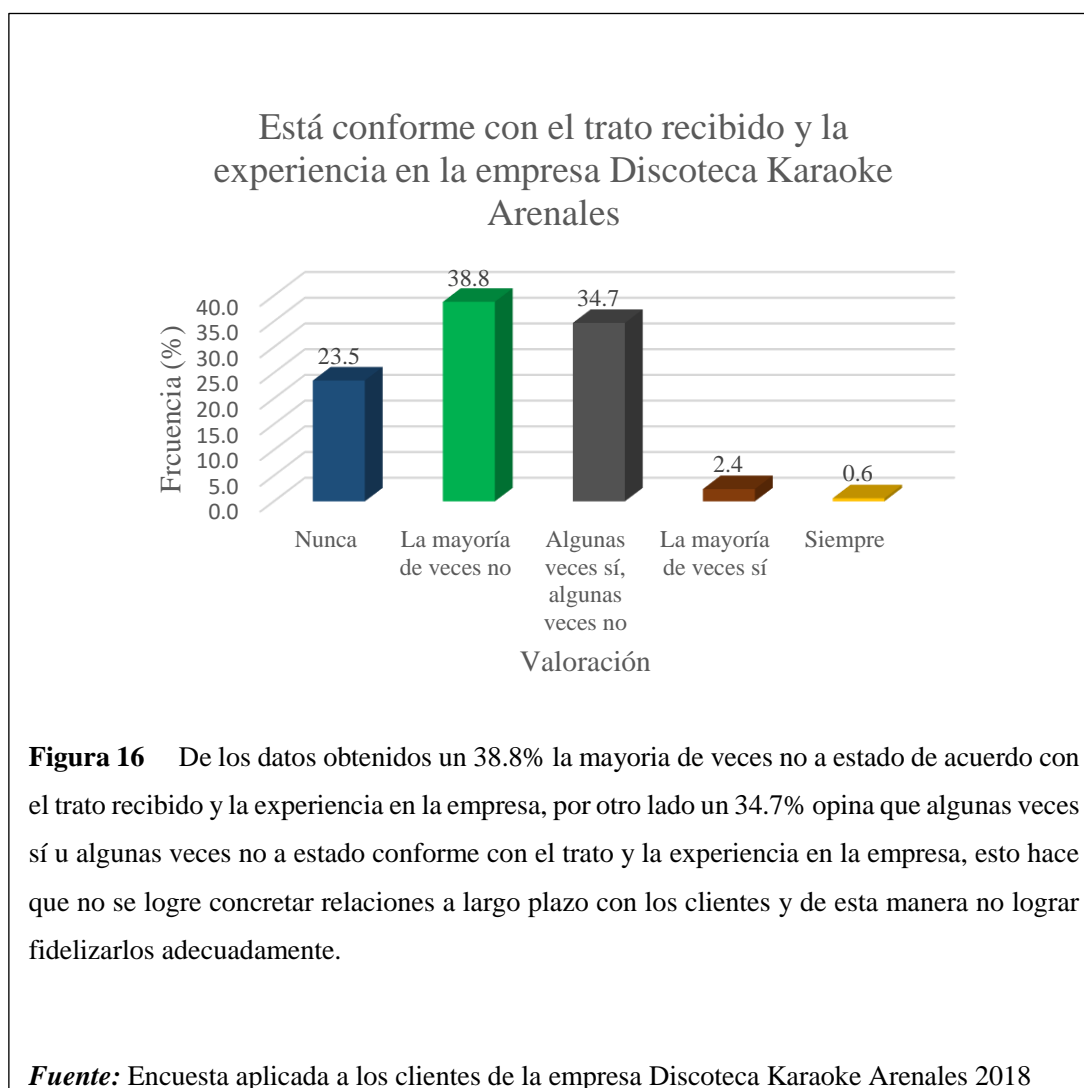 Está conforme con el trato recibido y la
experiencia en la empresa Discoteca Karaoke
Arenales
Frcuencia (%)
40.0
35.0
30.0
25.0
20.0
15.0
10.0
5.0
0.0
23.5
38.8
34.7
2.4
0.6
Nunca
La mayoría
de veces no
Algunas
veces sí,
algunas
veces no
La mayoría
de veces sí
Siempre
Valoración
Figura 16 De los datos obtenidos un 38.8% la mayoria de veces no a estado de acuerdo con
el trato recibido y la experiencia en la empresa, por otro lado un 34.7% opina que algunas veces
sí u algunas veces no a estado conforme con el trato y la experiencia en la empresa, esto hace
que no se logre concretar relaciones a largo plazo con los clientes y de esta manera no lograr
fidelizarlos adecuadamente.
Fuente: Encuesta aplicada a los clientes de la empresa Discoteca Karaoke Arenales 2018